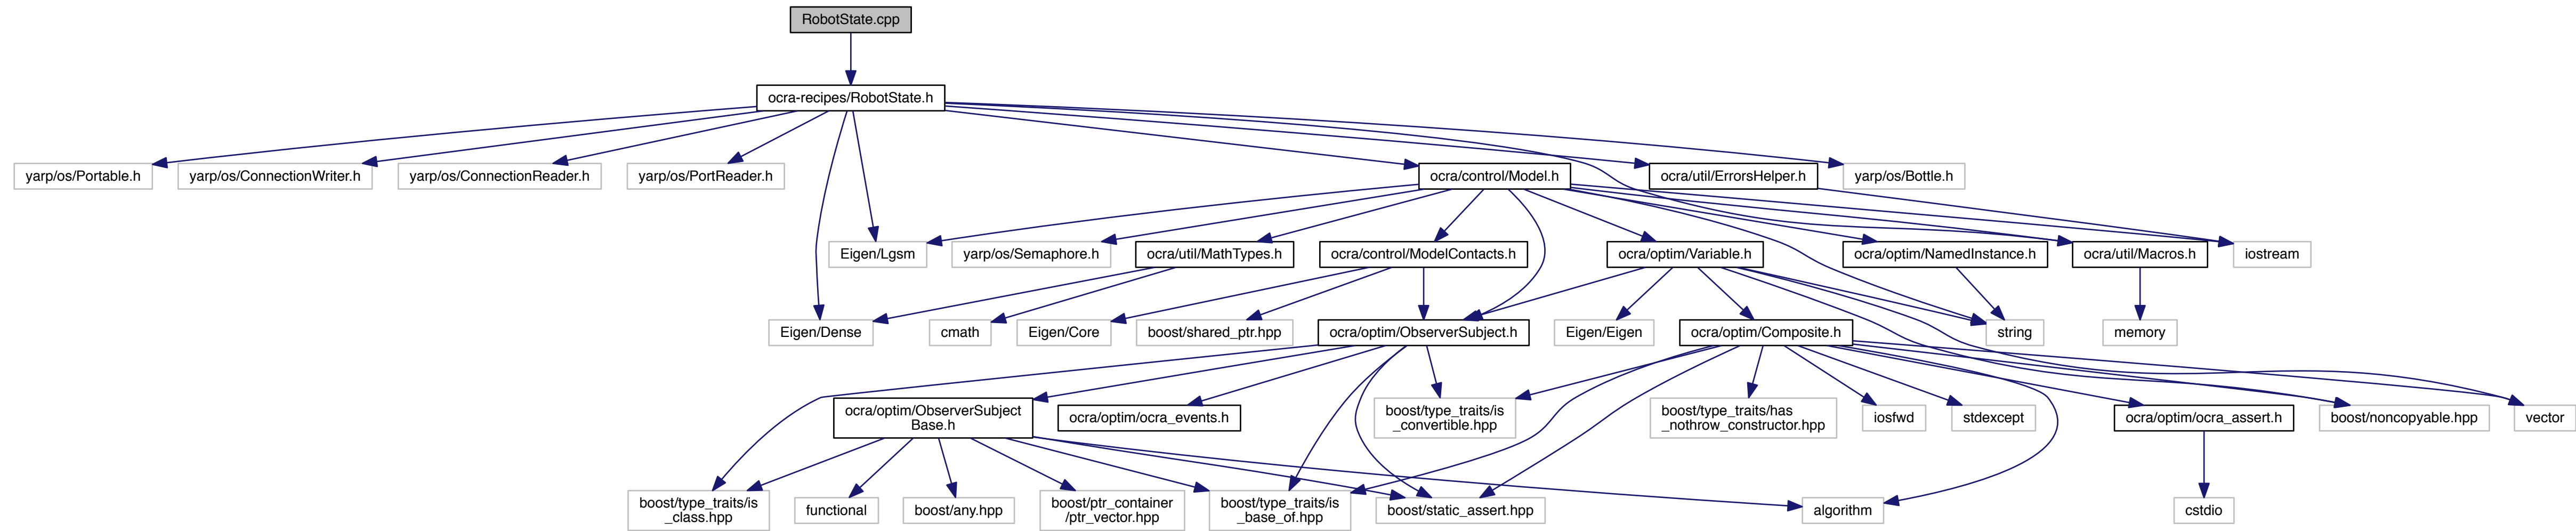 RobotState.cpp
ocra-recipes/RobotState.h
yarp/os/Portable.h
yarp/os/ConnectionWriter.h
yarp/os/ConnectionReader.h
yarp/os/PortReader.h
ocra/control/Model.h
ocra/util/ErrorsHelper.h
yarp/os/Bottle.h
Eigen/Lgsm
yarp/os/Semaphore.h
ocra/util/MathTypes.h
ocra/control/ModelContacts.h
ocra/optim/Variable.h
ocra/optim/NamedInstance.h
ocra/util/Macros.h
iostream
Eigen/Dense
cmath
Eigen/Core
boost/shared_ptr.hpp
ocra/optim/ObserverSubject.h
Eigen/Eigen
ocra/optim/Composite.h
string
memory
ocra/optim/ObserverSubject
Base.h
ocra/optim/ocra_events.h
boost/type_traits/is
_convertible.hpp
boost/type_traits/has
_nothrow_constructor.hpp
iosfwd
stdexcept
ocra/optim/ocra_assert.h
boost/noncopyable.hpp
vector
boost/type_traits/is
_class.hpp
functional
boost/any.hpp
boost/ptr_container
/ptr_vector.hpp
boost/type_traits/is
_base_of.hpp
boost/static_assert.hpp
algorithm
cstdio